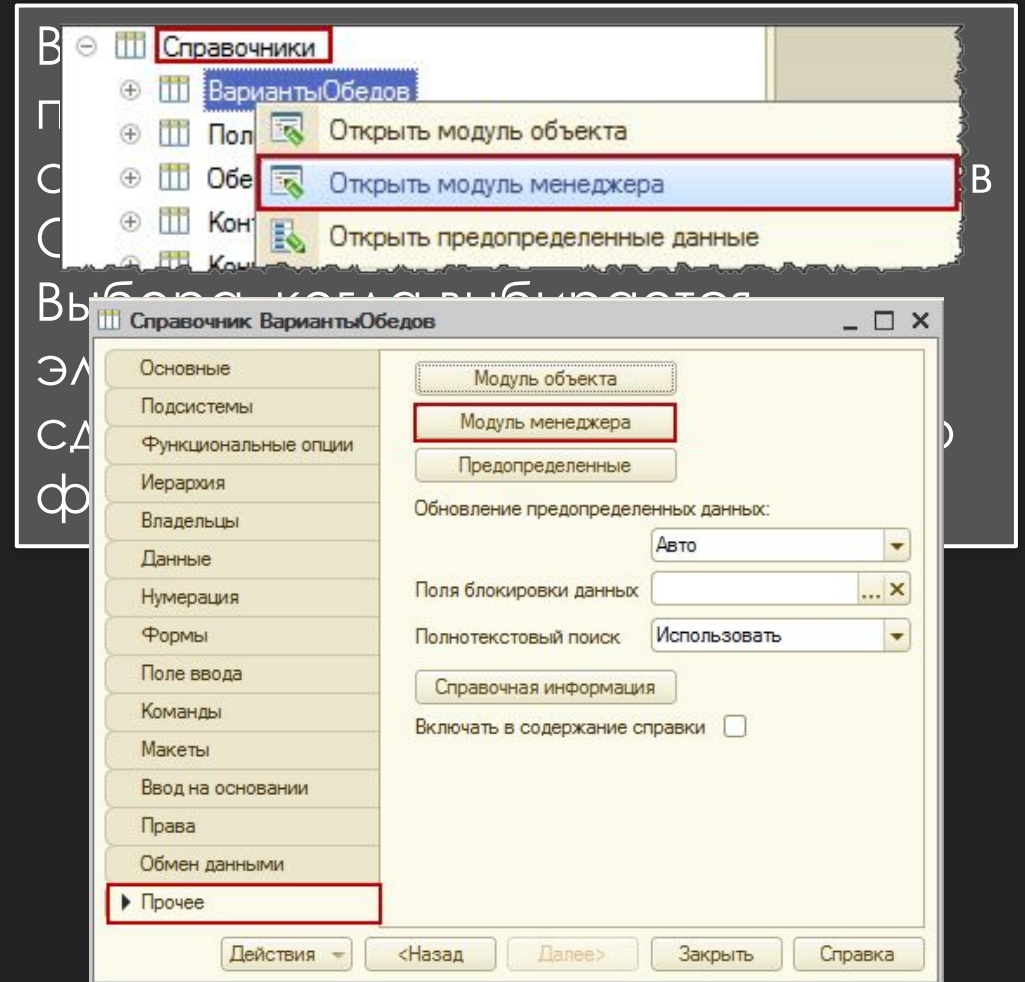 Справочники
ВариантыОбедов
Открыть модуль объекта
Открыть модуль менеджера
в
Открыть предопределенные данные
Справочник ВариантыОбедов
Основные
Модуль объекта
Подсистемы
Модуль менеджера
Функциональные опции
Предопределенные
Иерархия
Обновление предопределенных данных:
Владельцы
Авто
Данные
Поля блокировки данных
Нумерация
Полнотекстовый поиск
Использовать
Формы
Поле ввода
Справочная информация
Команды
Включать в содержание справки
Макеты
Ввод на основании
Права
Обмен данными
Прочее
Действия
<Назад
Далее>
Закрыть
Справка